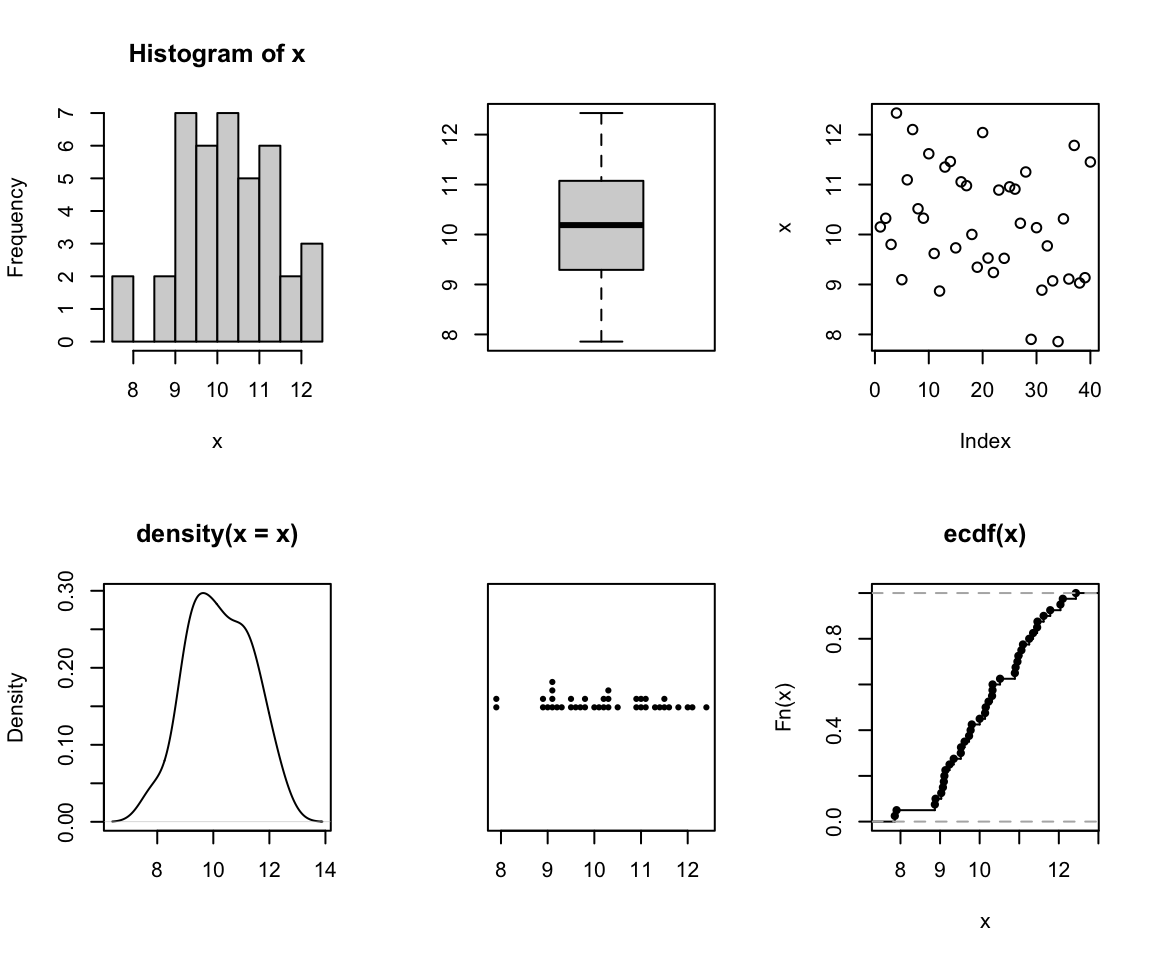 Histogram of x
Frequency
0 1 2 3 4 5 6 7
8 9 10 11 12
x
8 9 10 11 12
x
8 9 10 11 12
0 10 20 30 40
Index
density(x = x)
Density
0.00 0.10 0.20 0.30
8 10 12 14
8 9 10 11 12
ecdf(x)
Fn(x)
0.0 0.4 0.8
8 9 10 12
x